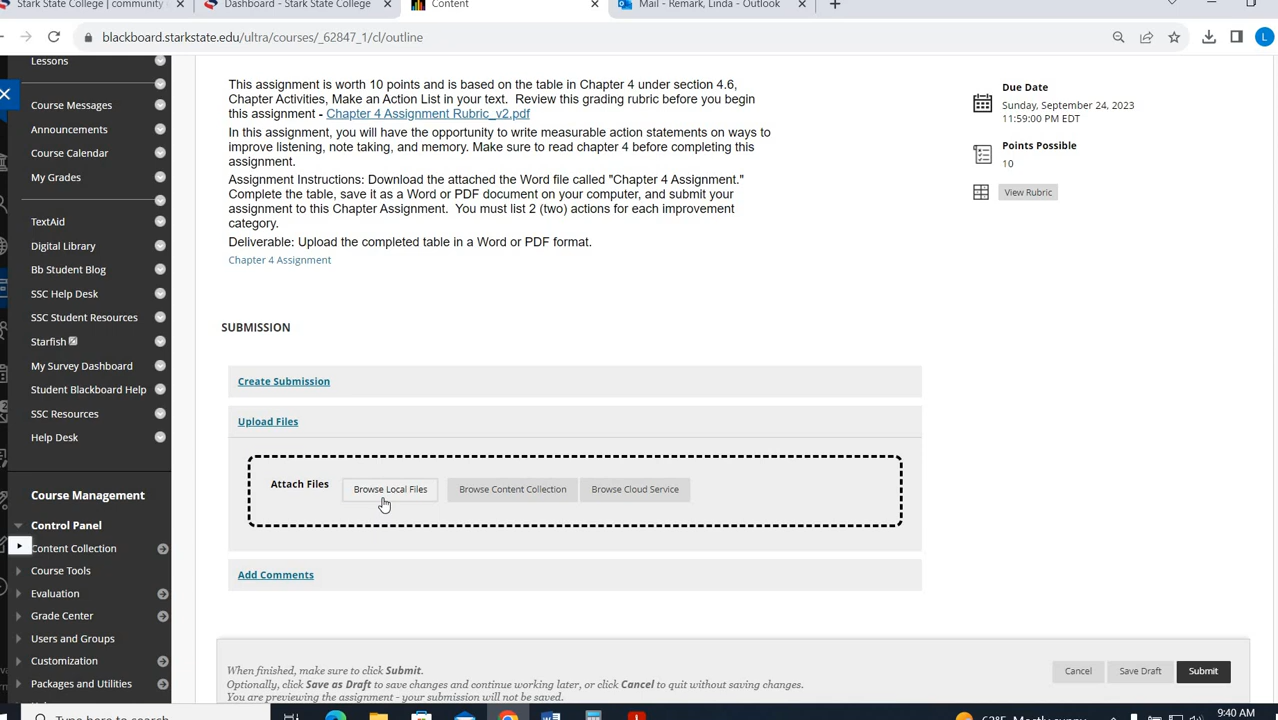 Stark State College | community
Dashboard - Stark State College
Content
Mail - Remark, Linda - Outlook
blackboard.starkstate.edu/ultra/courses/_62847_1/cl/outline
L
Lessons
Course Messages
Announcements
Course Calendar
My Grades
TextAid
Digital Library
Bb Student Blog
SSC Help Desk
SSC Student Resources
Starfish
My Survey Dashboard
Student Blackboard Help
SSC Resources
Help Desk
Course Management
Control Panel
Content Collection
Course Tools
Evaluation
Grade Center
Users and Groups
Customization
Packages and Utilities
This assignment is worth 10 points and is based on the table in Chapter 4 under section 4.6,
Chapter Activities, Make an Action List in your text. Review this grading rubric before you begin
this assignment - Chapter 4 Assignment Rubric_v2.pdf
In this assignment, you will have the opportunity to write measurable action statements on ways to
improve listening, note taking, and memory. Make sure to read chapter 4 before completing this
assignment.
Assignment Instructions: Download the attached the Word file called "Chapter 4 Assignment."
Complete the table, save it as a Word or PDF document on your computer, and submit your
assignment to this Chapter Assignment. You must list 2 (two) actions for each improvement
category.
Deliverable: Upload the completed table in a Word or PDF format.
Chapter 4 Assignment
Due Date
Sunday, September 24, 2023
11:59:00 PM EDT
Points Possible
10
View Rubric
SUBMISSION
Create Submission
Upload Files
Attach Files
Browse Local Files
Browse Content Collection
Browse Cloud Service
Add Comments
When finished, make sure to click Submit.
Optionally, click Save as Draft to save changes and continue working later, or click Cancel to quit without saving changes.
You are previewing the assignment - your submission will not be saved.
Cancel
Save Draft
Submit
Type here to search
62°F Mostly sunny
9:40 AM